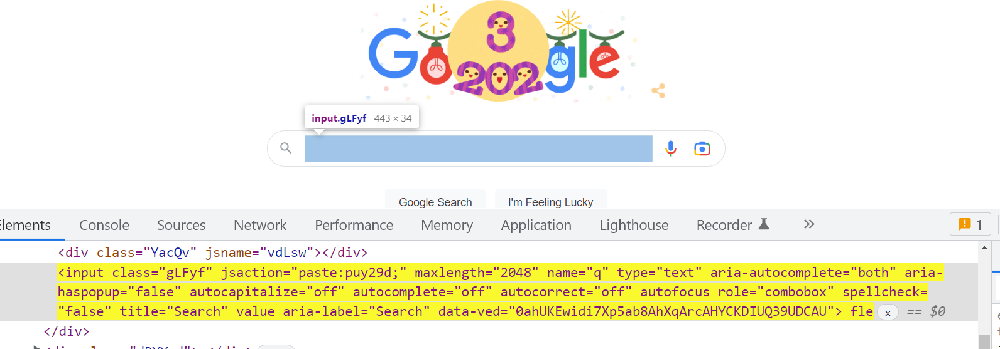 Google
3
202
input.gLFyf 443 × 34
Google Search I'm Feeling Lucky
Elements Console Sources Network Performance Memory Application Lighthouse Recorder » 1
<div class="YacQv" jsname="vdLsw"></div>
<input class="gLFyf" jsaction="paste:puy29d;" maxlength="2048" name="q" type="text" aria-autocomplete="both" aria-
haspopup="false" autocapitalize="off" autocomplete="off" autocorrect="off" autofocus role="combobox" spellcheck=
"false" title="Search" value aria-label="Search" data-ved="0ahUKEwidi7Xp5ab8AhXqArcAHYCKDIUQ39UDCAU"> fle x == $0
</div>